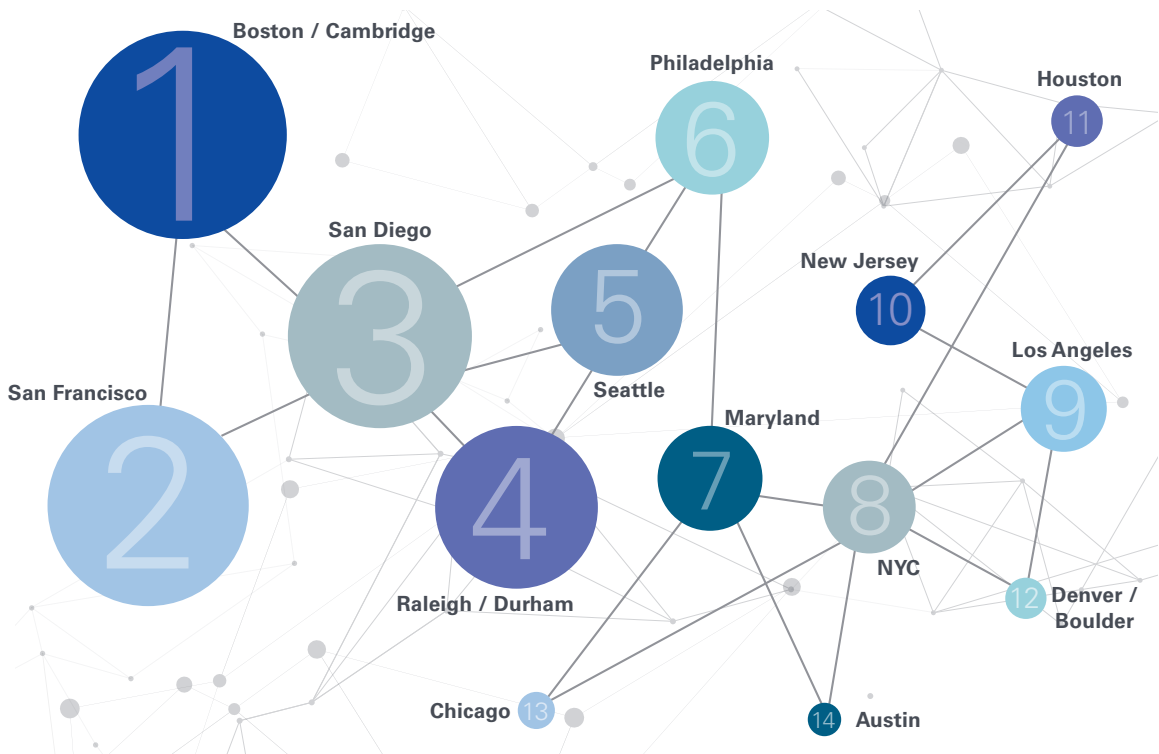 Boston / Cambridge
1
San Francisco
2
San Diego
3
Raleigh / Durham
4
Seattle
5
Philadelphia
6
Maryland
7
NYC
8
Los Angeles
9
New Jersey
10
Houston
11
Denver /
Boulder
12
Chicago
13
Austin
14